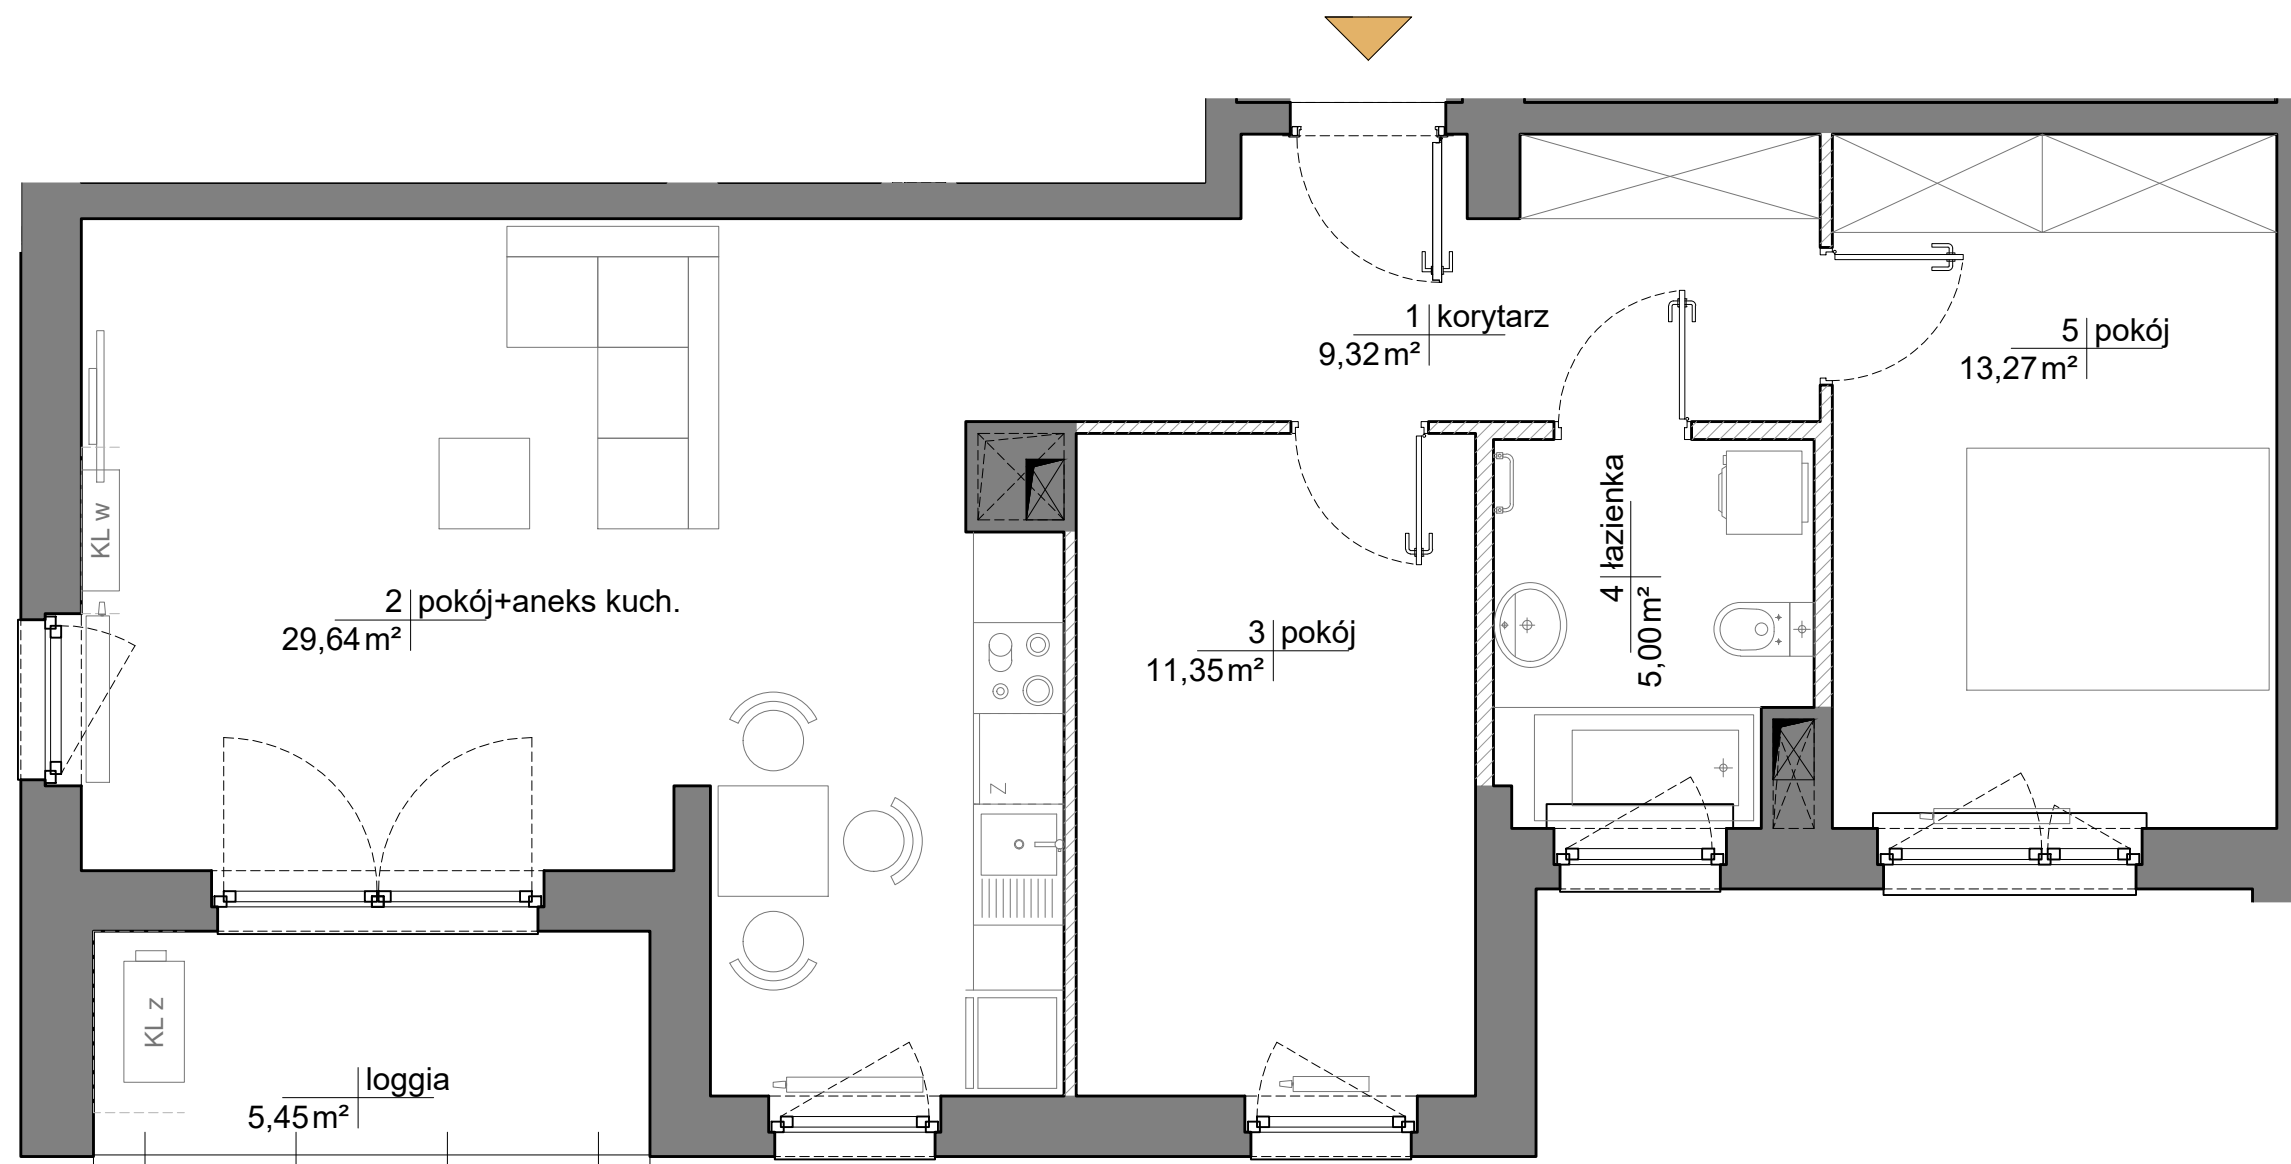 1 korytarz
9,32 m²
5 pokój
13,27 m²
KL w
4 łazienka
5,00 m²
2 pokój+aneks kuch.
29,64 m²
3 pokój
11,35 m²
Z
KL z
loggia
5,45 m²